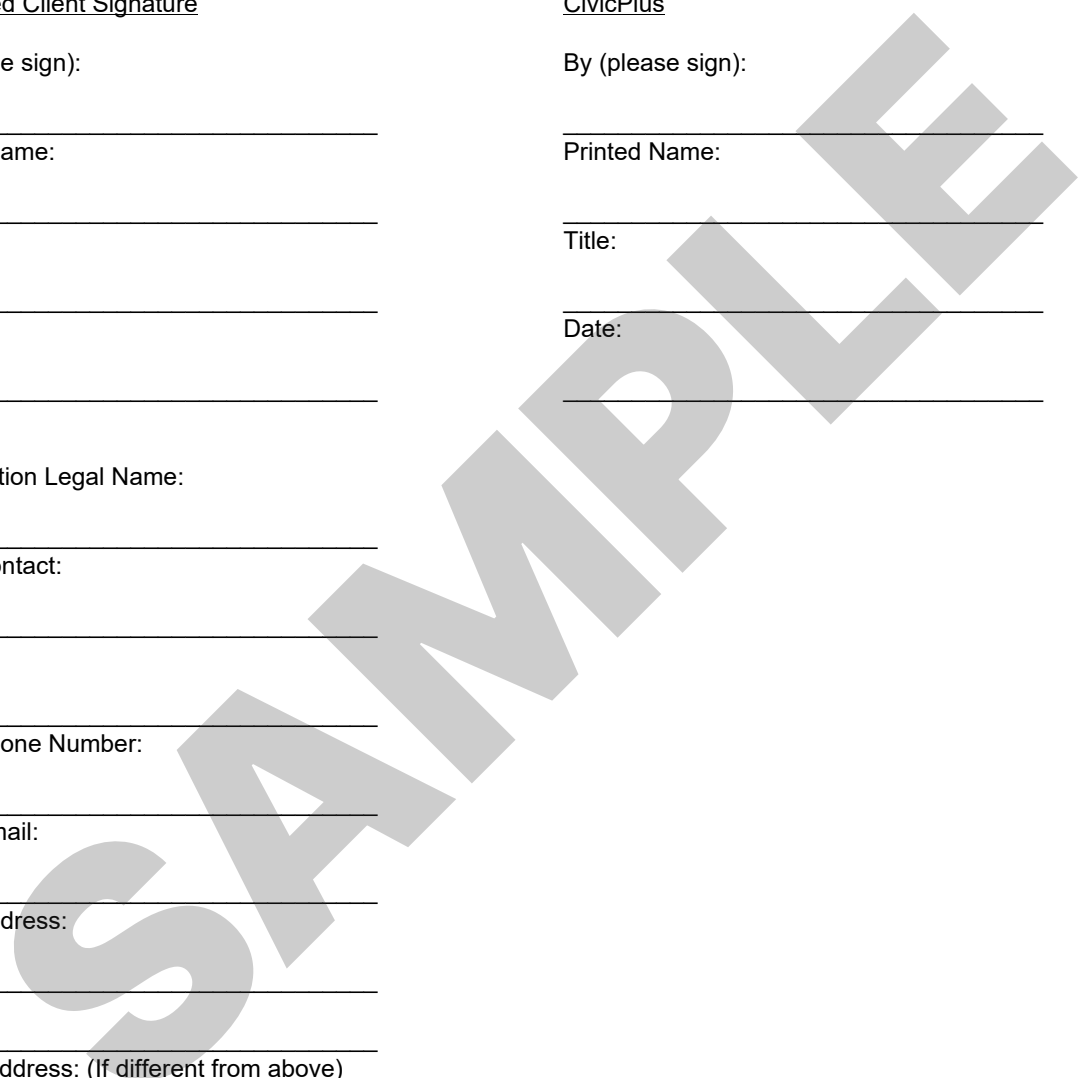 ed Client Signature
e sign):
ame:
tion Legal Name:
ontact:
one Number:
nail:
dress:
ddress: (If different from above)
CivicPlus
By (please sign):
Printed Name:
Title:
Date:
SAMPLE